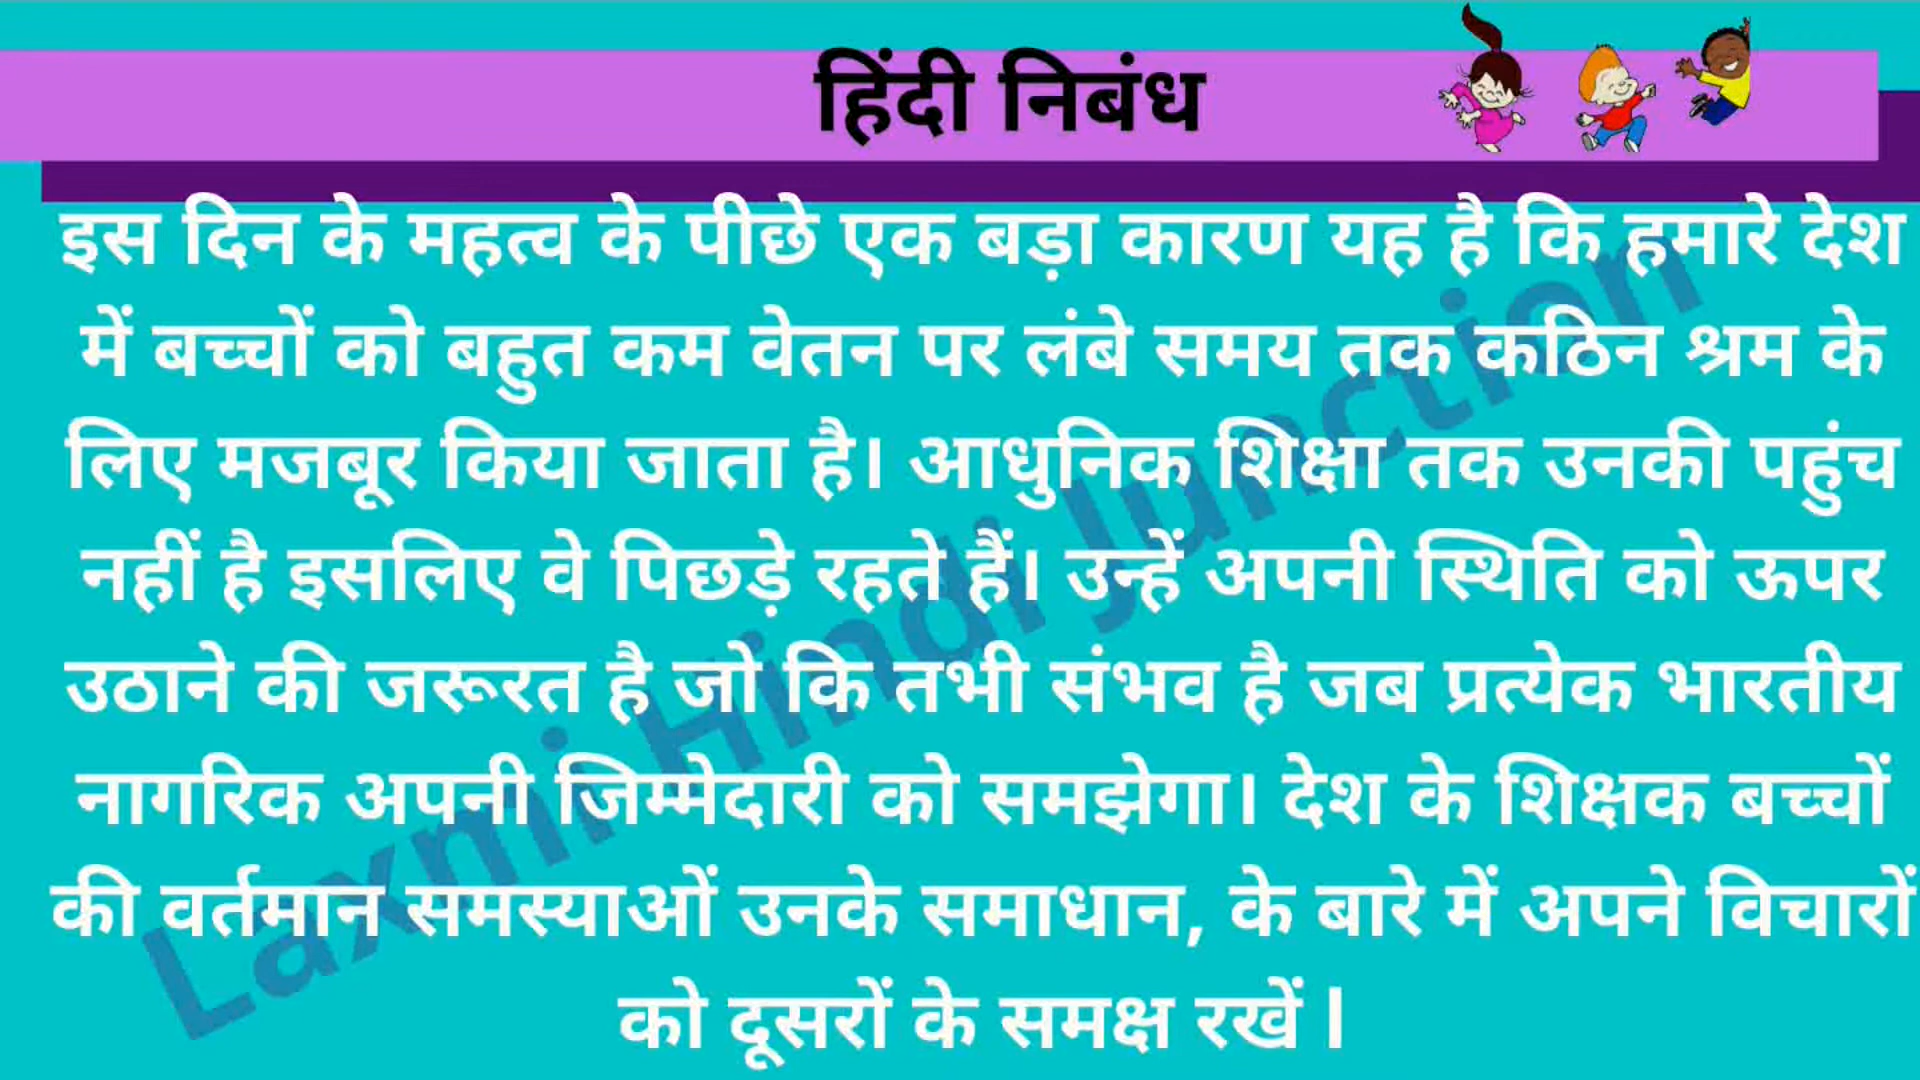 हिंदी निबंध
इस दिन के महत्व के पीछे एक बड़ा कारण यह है कि हमारे देश
में बच्चों को बहुत कम वेतन पर लंबे समय तक कठिन श्रम के
लिए मजबूर किया जाता है। आधुनिक शिक्षा तक उनकी पहुंच
नहीं है इसलिए वे पिछड़े रहते हैं। उन्हें अपनी स्थिति को ऊपर
उठाने की जरूरत है जो कि तभी संभव है जब प्रत्येक भारतीय
नागरिक अपनी जिम्मेदारी को समझेगा। देश के शिक्षक बच्चों
की वर्तमान समस्याओं उनके समाधान, के बारे में अपने विचारों
को दूसरों के समक्ष रखें l
Laxmi Hindi Junction